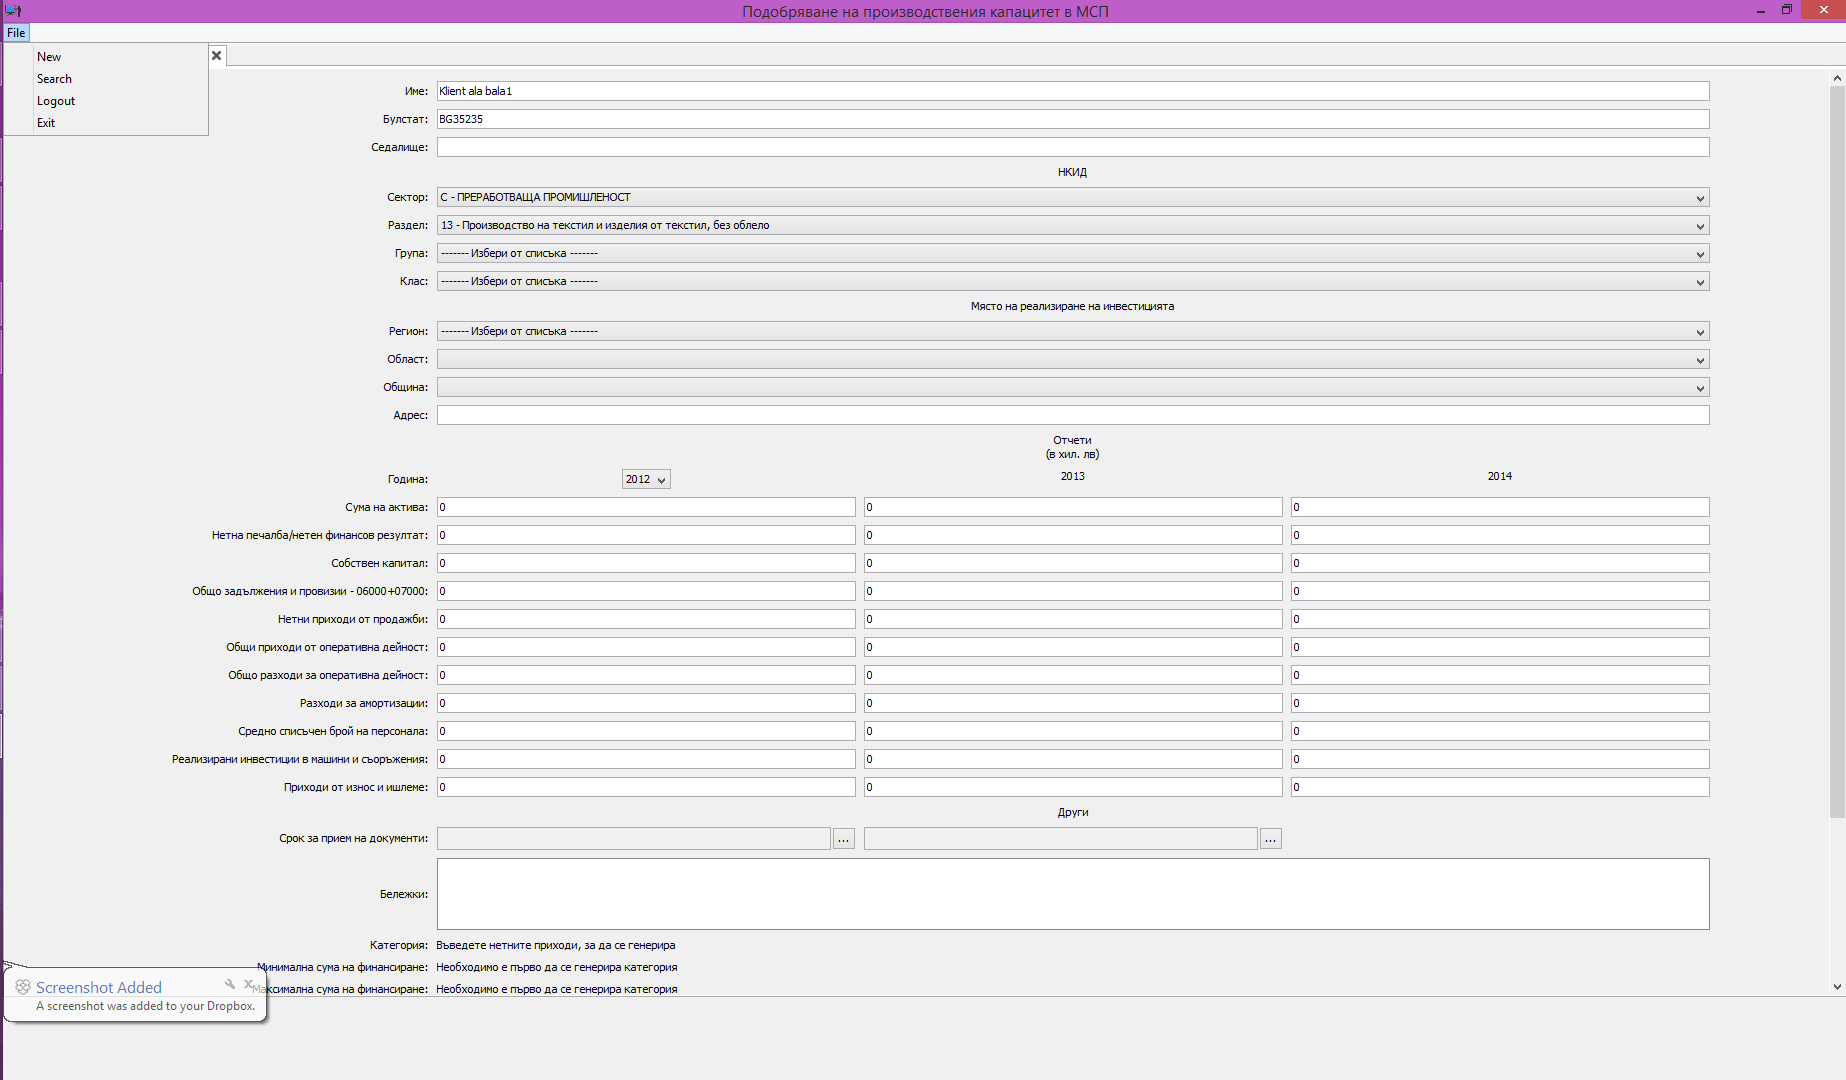 Подобряване на производствения капацитет в МСП
File
New
Search
Logout
Exit
Име: Klient ala bala1
Булстат: BG35235
Седалище:
НКИД
Сектор: C - ПРЕРАБОТВАЩА ПРОМИШЛЕНОСТ
Раздел: 13 - Производство на текстил и изделия от текстил, без облело
Група: ------- Избери от списъка -------
Клас: ------- Избери от списъка -------
Място на реализиране на инвестицията
Регион: ------- Избери от списъка -------
Област:
Община:
Адрес:
Отчети
(в хил. лв)
Година: 2012 2013 2014
Сума на актива: 0 0 0
Нетна печалба/нетен финансов резултат: 0 0 0
Собствен капитал: 0 0 0
Общо задължения и провизии - 06000+07000: 0 0 0
Нетни приходи от продажби: 0 0 0
Общи приходи от оперативна дейност: 0 0 0
Общо разходи за оперативна дейност: 0 0 0
Разходи за амортизации: 0 0 0
Средно списъчен брой на персонала: 0 0 0
Реализирани инвестиции в машини и съоръжения: 0 0 0
Приходи от износ и ишлеме: 0 0 0
Други
Срок за прием на документи: ... ...
Бележки:
Категория: Въведете нетните приходи, за да се генерира
Минимална сума на финансиране: Необходимо е първо да се генерира категория
Максимална сума на финансиране: Необходимо е първо да се генерира категория
Screenshot Added
A screenshot was added to your Dropbox.